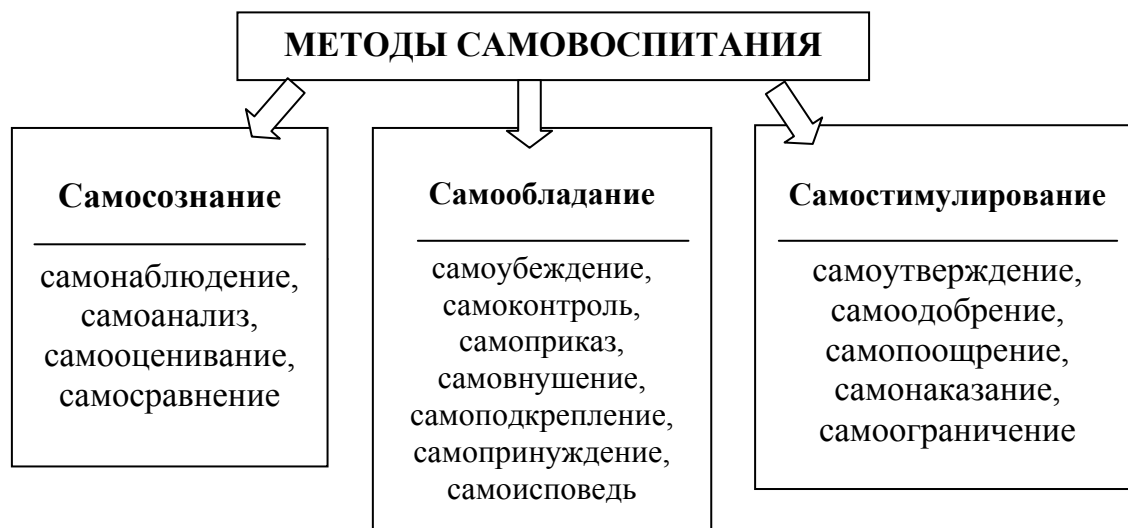 МЕТОДЫ САМОВОСПИТАНИЯ
Самосознание
самонаблюдение,
самоанализ,
самооценивание,
самосравнение
Самообладание
самоубеждение,
самоконтроль,
самоприказ,
самовнушение,
самоподкрепление,
самопринуждение,
самоисповедь
Самостимулирование
самоутверждение,
самоодобрение,
самопоощрение,
самонаказание,
самоограничение